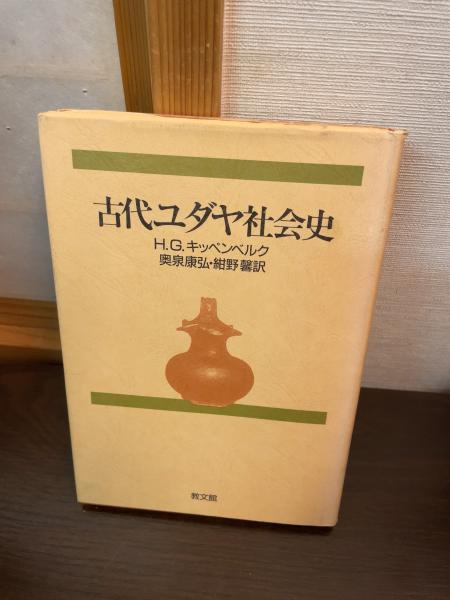 古代ユダヤ社会史
H.G.キッペンベルク
奥泉康弘・紺野馨訳
教文館